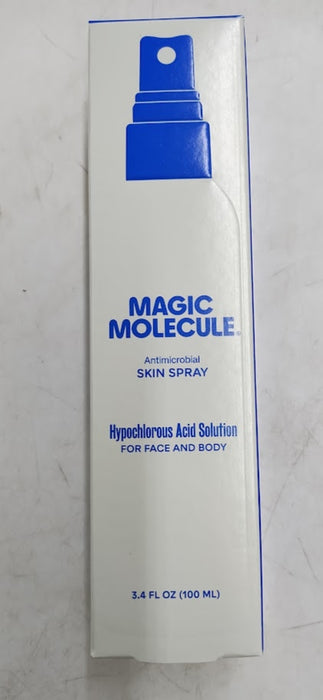 MAGIC
MOLECULE®
Antimicrobial
SKIN SPRAY
Hypochlorous Acid Solution
FOR FACE AND BODY
3.4 FL OZ (100 ML)